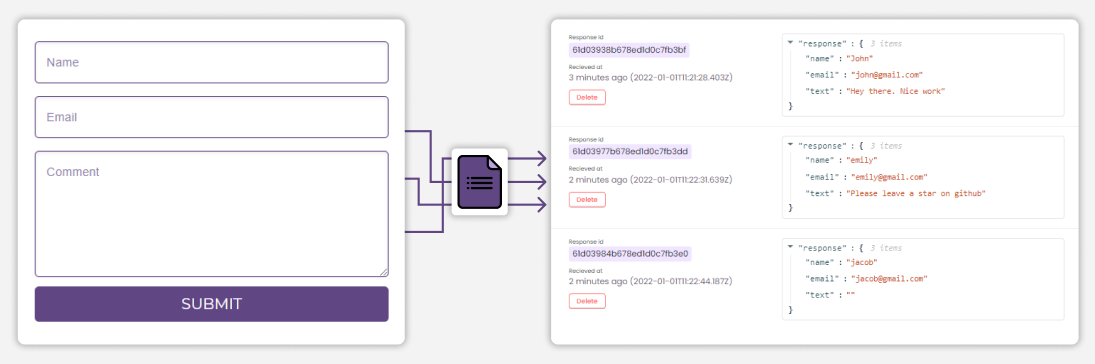 Name
Email
Comment
SUBMIT
Response id
61d03938b678ed1d0c7fb3bf
Recieved at
3 minutes ago (2022-01-01T11:21:28.403Z)
Delete
"response" : { 3 items
"name" : "John"
"email" : "john@gmail.com"
"text" : "Hey there. Nice work"
}
Response id
61d03977b678ed1d0c7fb3dd
Recieved at
2 minutes ago (2022-01-01T11:22:31.639Z)
Delete
"response" : { 3 items
"name" : "emily"
"email" : "emily@gmail.com"
"text" : "Please leave a star on github"
}
Response id
61d03984b678ed1d0c7fb3e0
Recieved at
2 minutes ago (2022-01-01T11:22:44.187Z)
Delete
"response" : { 3 items
"name" : "jacob"
"email" : "jacob@gmail.com"
"text" : ""
}